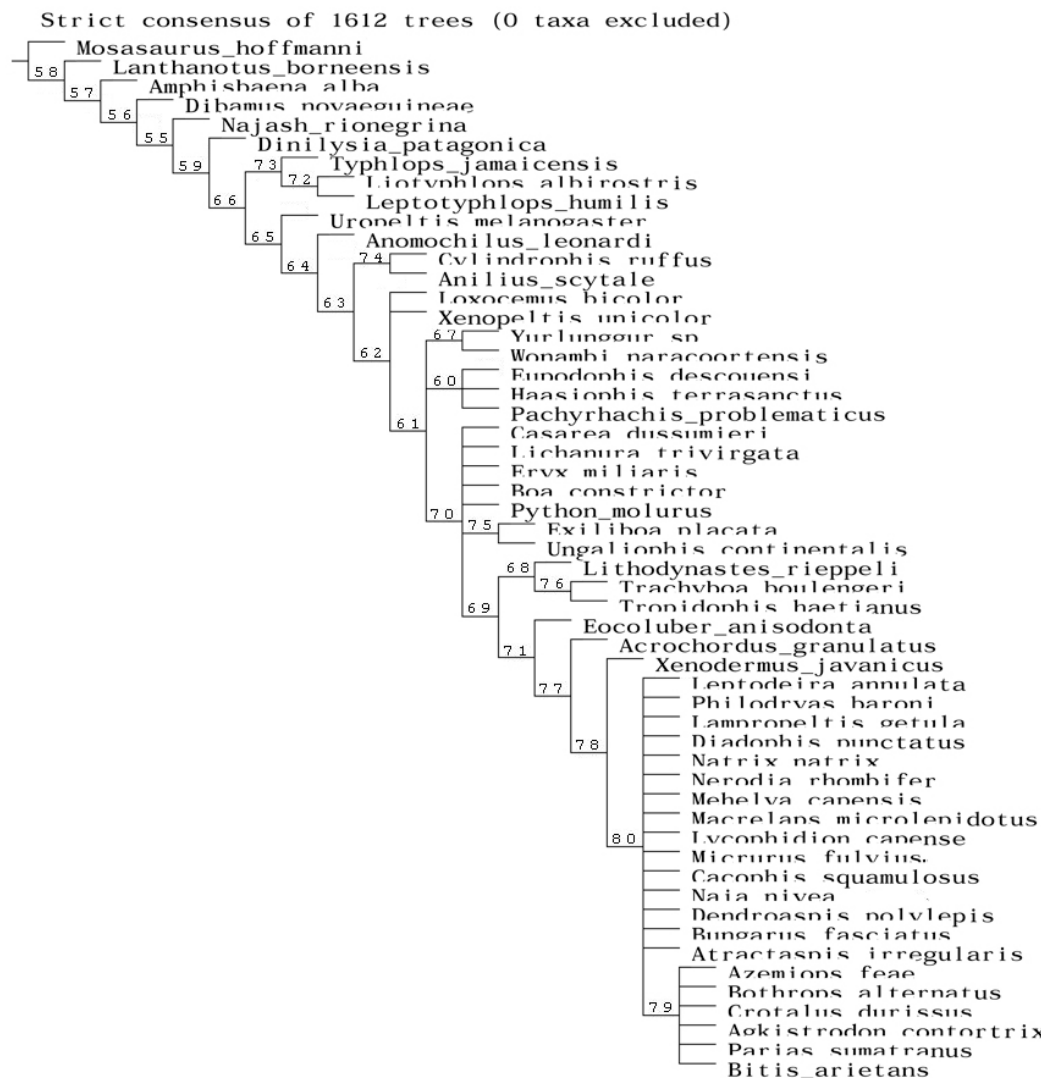 Strict consensus of 1612 trees (0 taxa excluded)
Mosasaurus_hoffmanni
58 Lanthanotus_borneensis
57 Amphisbaena_alba
56 Dibamus_novaeguineae
55 Najash_rionegrina
59 Dinilysia_patagonica
73 Typhlops_jamaicensis
72 Liotyphlops_albirostris
66 Leptotyphlops_humilis
Uropeltis_melanogaster
65 Anomochilus_leonardi
64 74 Cylindrophis_ruffus
Anilius_scytale
63 Loxocemus_bicolor
Xenopeltis_unicolor
67 Yurlunggur_sp
62 Wonambi_naracoortensis
60 Eupodophis_descouensi
Haasiophis_terrasanctus
Pachyrhachis_problematicus
61 Casarea_dussumieri
Lichanura_trivirgata
Eryx_miliaris
Boa_constrictor
70 Python_molurus
75 Exiliboa_placata
Ungaliophis_continentalis
68 Lithodynastes_rieppeli
76 Trachyboa_boulengeri
69 Tropidophis_haetianus
Eocoluber_anisodonta
71 Acrochordus_granulatus
Xenodermus_javanicus
77 Leptodeira_annulata
Philodryas_baroni
Lampropeltis_getula
78 Diadophis_punctatus
Natrix_natrix
Nerodia_rhombifer
Mehelya_capensis
Macrelaps_microlepidotus
80 Lycophidion_capense
Micrurus_fulvius
Cacophis_squamulosus
Naja_nivea
Dendroaspis_polylepis
Bungarus_fasciatus
Atractaspis_irregularis
Azemiops_feae
Bothrops_alternatus
79 Crotalus_durissus
Agkistrodon_contortrix
Parias_sumatranus
Bitis_arietans